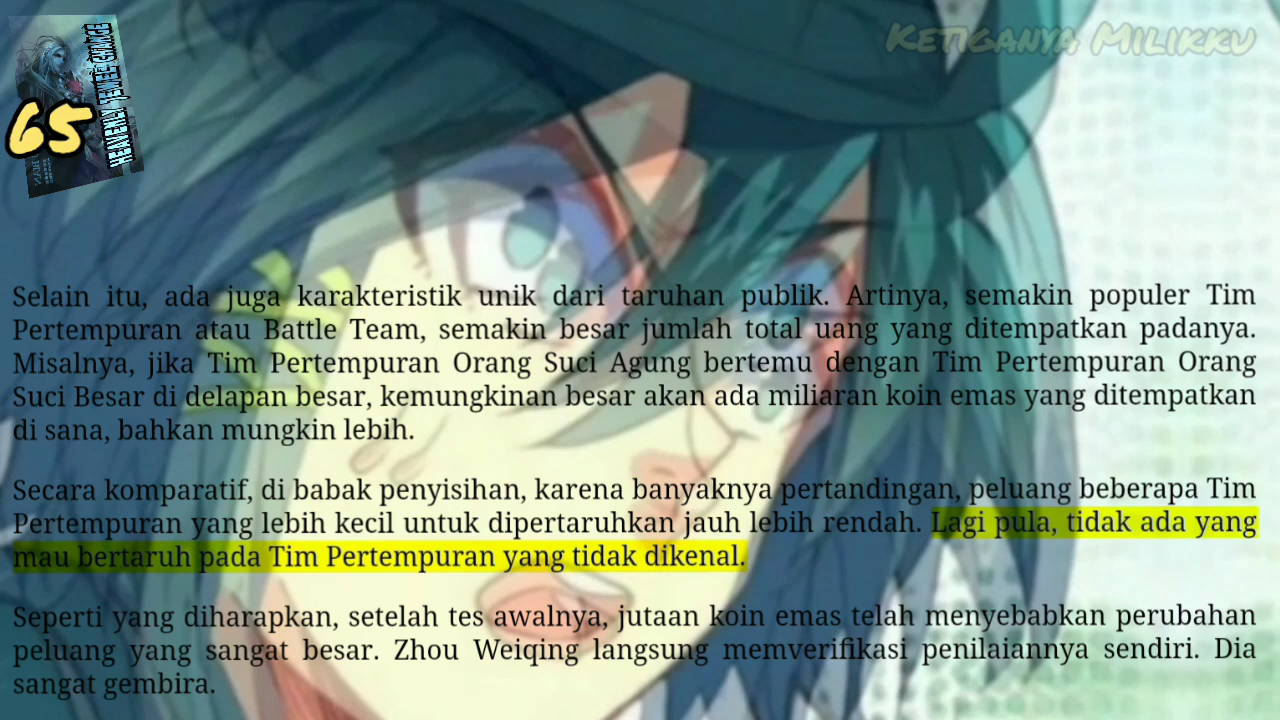 Ketiganya Milikku
HEAVENLY JEWEL CHANGE
65
Selain itu, ada juga karakteristik unik dari taruhan publik. Artinya, semakin populer Tim
Pertempuran atau Battle Team, semakin besar jumlah total uang yang ditempatkan padanya.
Misalnya, jika Tim Pertempuran Orang Suci Agung bertemu dengan Tim Pertempuran Orang
Suci Besar di delapan besar, kemungkinan besar akan ada miliaran koin emas yang ditempatkan
di sana, bahkan mungkin lebih.
Secara komparatif, di babak penyisihan, karena banyaknya pertandingan, peluang beberapa Tim
Pertempuran yang lebih kecil untuk dipertaruhkan jauh lebih rendah. Lagi pula, tidak ada yang
mau bertaruh pada Tim Pertempuran yang tidak dikenal.
Seperti yang diharapkan, setelah tes awalnya, jutaan koin emas telah menyebabkan perubahan
peluang yang sangat besar. Zhou Weiqing langsung memverifikasi penilaiannya sendiri. Dia
sangat gembira.